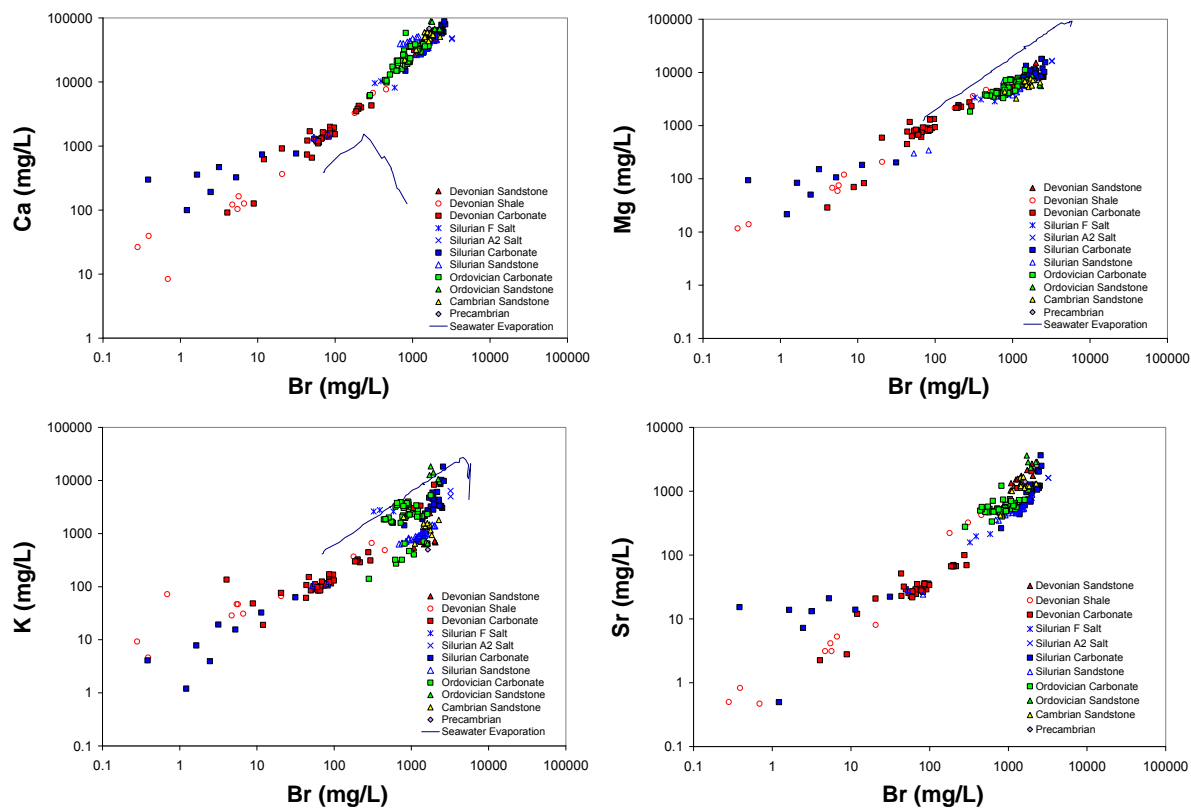 100000
10000
1000
100
10
1
Ca (mg/L)
0.1 1 10 100 1000 10000 100000
Br (mg/L)
Devonian Sandstone
Devonian Shale
Devonian Carbonate
Silurian F Salt
Silurian A2 Salt
Silurian Carbonate
Silurian Sandstone
Ordovician Carbonate
Ordovician Sandstone
Cambrian Sandstone
Precambrian
Seawater Evaporation
100000
10000
1000
100
10
1
0.1
Mg (mg/L)
0.1 1 10 100 1000 10000 100000
Br (mg/L)
Devonian Sandstone
Devonian Shale
Devonian Carbonate
Silurian F Salt
Silurian A2 Salt
Silurian Carbonate
Silurian Sandstone
Ordovician Carbonate
Ordovician Sandstone
Cambrian Sandstone
Precambrian
Seawater Evaporation
100000
10000
1000
100
10
1
0.1
K (mg/L)
0.1 1 10 100 1000 10000 100000
Br (mg/L)
Devonian Sandstone
Devonian Shale
Devonian Carbonate
Silurian F Salt
Silurian A2 Salt
Silurian Carbonate
Silurian Sandstone
Ordovician Carbonate
Ordovician Sandstone
Cambrian Sandstone
Precambrian
Seawater Evaporation
10000
1000
100
10
1
0.1
Sr (mg/L)
0.1 1 10 100 1000 10000 100000
Br (mg/L)
Devonian Sandstone
Devonian Shale
Devonian Carbonate
Silurian F Salt
Silurian A2 Salt
Silurian Carbonate
Silurian Sandstone
Ordovician Carbonate
Ordovician Sandstone
Cambrian Sandstone
Precambrian